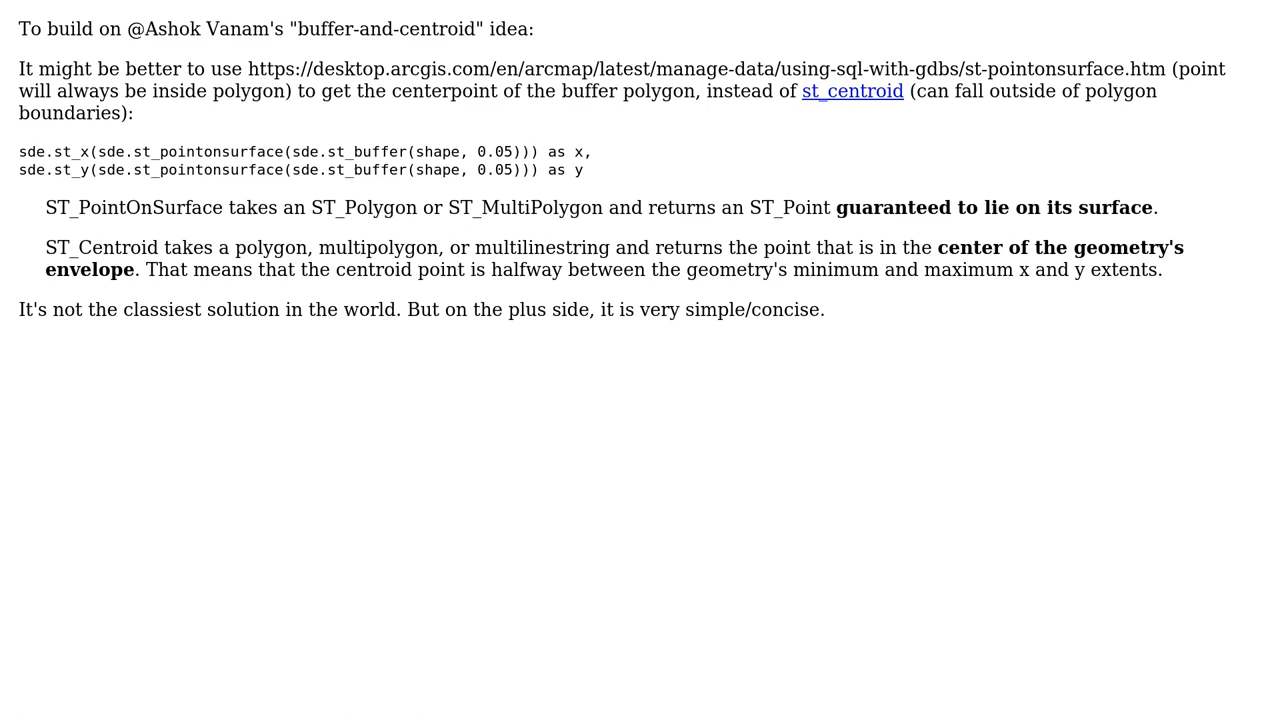 To build on @Ashok Vanam's "buffer-and-centroid" idea:
It might be better to use https://desktop.arcgis.com/en/arcmap/latest/manage-data/using-sql-with-gdbs/st-pointonsurface.htm (point
will always be inside polygon) to get the centerpoint of the buffer polygon, instead of st_centroid (can fall outside of polygon
boundaries):
sde.st_x(sde.st_pointonsurface(sde.st_buffer(shape, 0.05))) as x,
sde.st_y(sde.st_pointonsurface(sde.st_buffer(shape, 0.05))) as y
ST_PointOnSurface takes an ST_Polygon or ST_MultiPolygon and returns an ST_Point guaranteed to lie on its surface.
ST_Centroid takes a polygon, multipolygon, or multilinestring and returns the point that is in the center of the geometry's
envelope. That means that the centroid point is halfway between the geometry's minimum and maximum x and y extents.
It's not the classiest solution in the world. But on the plus side, it is very simple/concise.